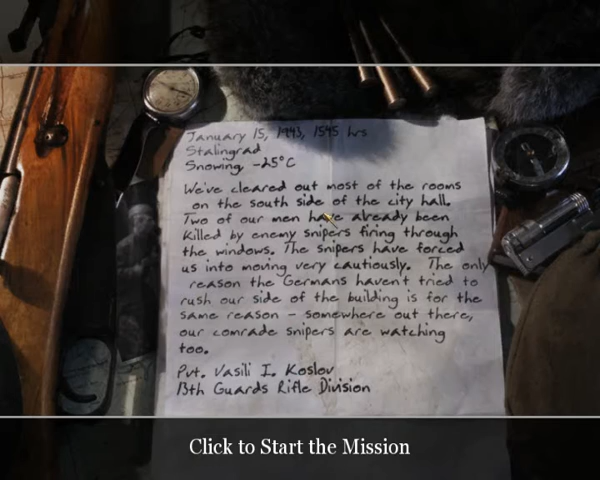 January 15, 1943, 1545 hrs
Stalingrad
Snowing, -25°C
We've cleared out most of the rooms
on the south side of the city hall.
Two of our men have already been
killed by enemy snipers firing through
the windows. The snipers have forced
us into moving very cautiously. The only
reason the Germans haven't tried to
rush our side of the building is for the
same reason - somewhere out there,
our comrade snipers are watching
too.
Pvt. Vasili I. Koslov
13th Guards Rifle Division
Click to Start the Mission